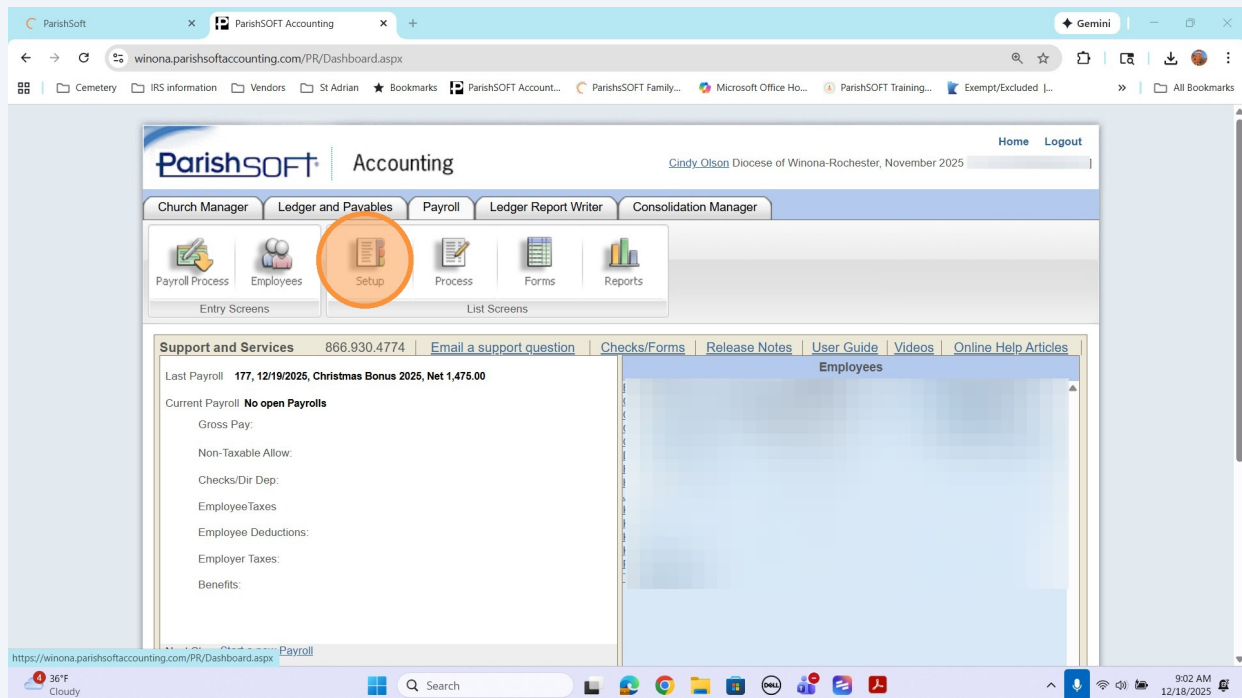 ParishSoft
ParishSOFT Accounting
Gemini
winona.parishsoftaccounting.com/PR/Dashboard.aspx
Cemetery IRS information Vendors St Adrian Bookmarks ParishSOFT Account... ParishsSOFT Family... Microsoft Office Ho... ParishSOFT Training... Exempt/Excluded |... » All Bookmarks
Home Logout
ParishSOFT Accounting
Cindy Olson Diocese of Winona-Rochester, November 2025 ]
Church Manager Ledger and Payables Payroll Ledger Report Writer Consolidation Manager
Payroll Process Employees Setup Process Forms Reports
Entry Screens List Screens
Support and Services 866.930.4774 | Email a support question | Checks/Forms | Release Notes | User Guide | Videos | Online Help Articles |
Employees
Last Payroll 177, 12/19/2025, Christmas Bonus 2025, Net 1,475.00
Current Payroll No open Payrolls
Gross Pay:
Non-Taxable Allow:
Checks/Dir Dep:
EmployeeTaxes
Employee Deductions:
Employer Taxes:
Benefits:
Start a new Payroll
https://winona.parishsoftaccounting.com/PR/Dashboard.aspx
4 36°F
Cloudy
Search
DELL
9:02 AM
12/18/2025